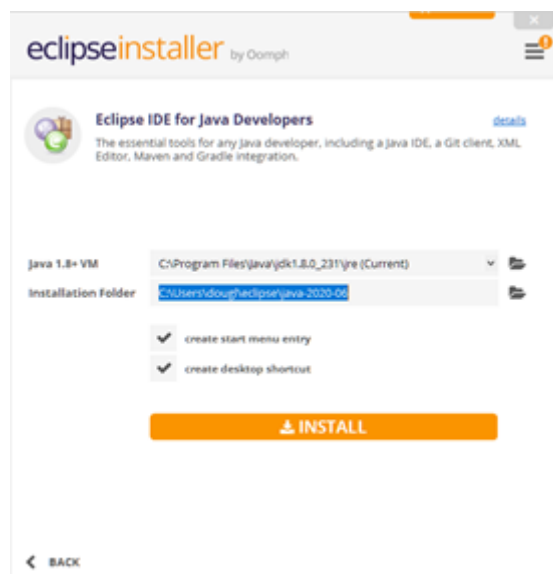 eclipseinstaller by Oomph
Eclipse IDE for Java Developers details
The essential tools for any Java developer, including a Java IDE, a Git client, XML
Editor, Maven and Gradle integration.
Java 1.8+ VM C:\Program Files\Java\jdk1.8.0_231\jre (Current)
Installation Folder C:\Users\dough\eclipse\java-2020-06
create start menu entry
create desktop shortcut
INSTALL
BACK